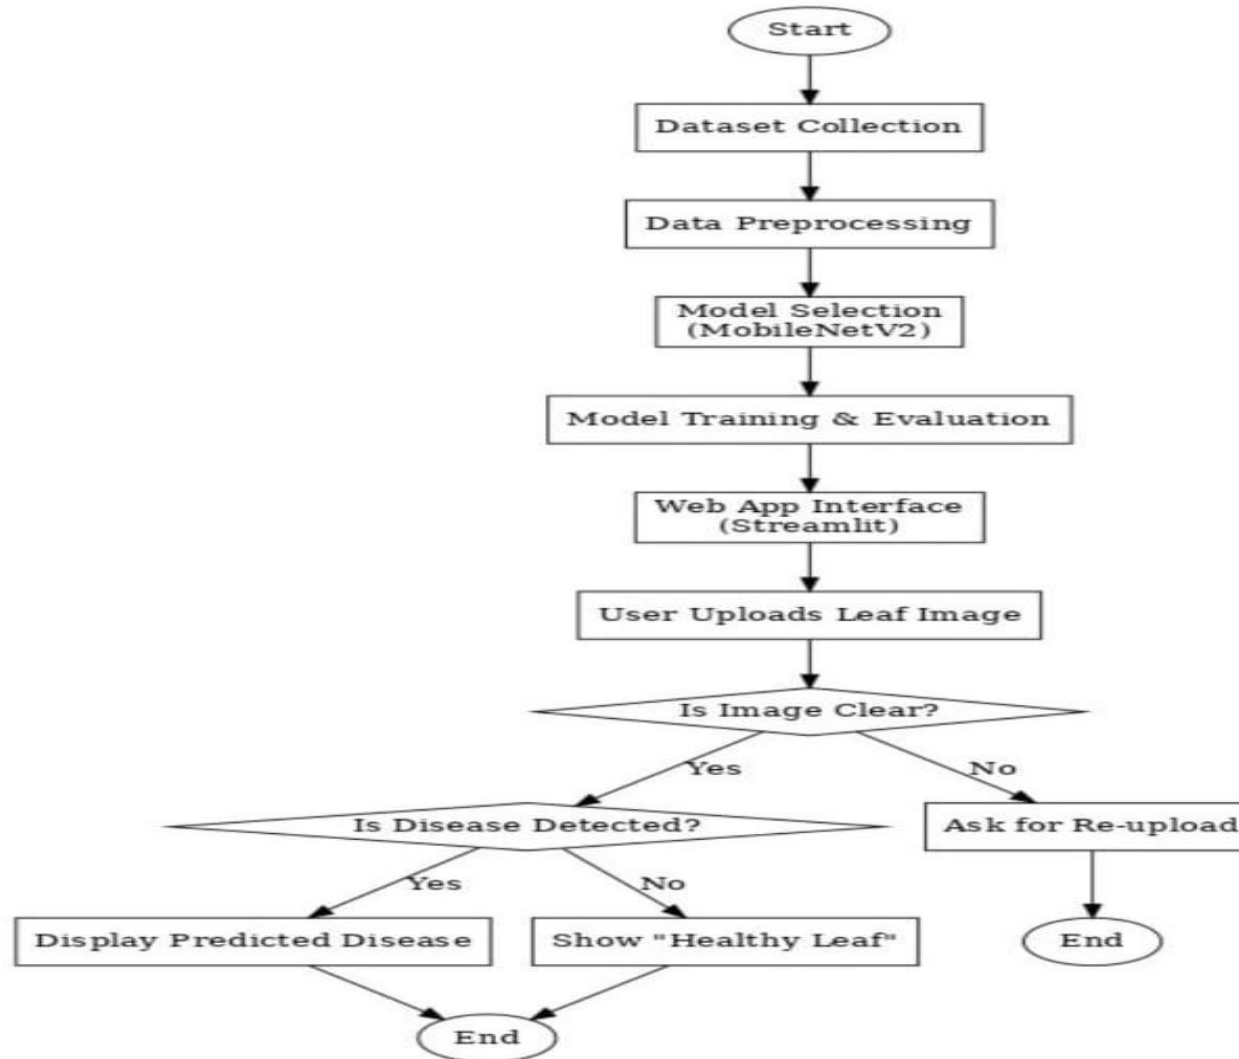 Start
Dataset Collection
Data Preprocessing
Model Selection
(MobileNetV2)
Model Training & Evaluation
Web App Interface
(Streamlit)
User Uploads Leaf Image
Is Image Clear?
Yes
No
Is Disease Detected?
Ask for Re-upload
Yes
No
Display Predicted Disease
Show "Healthy Leaf"
End
End